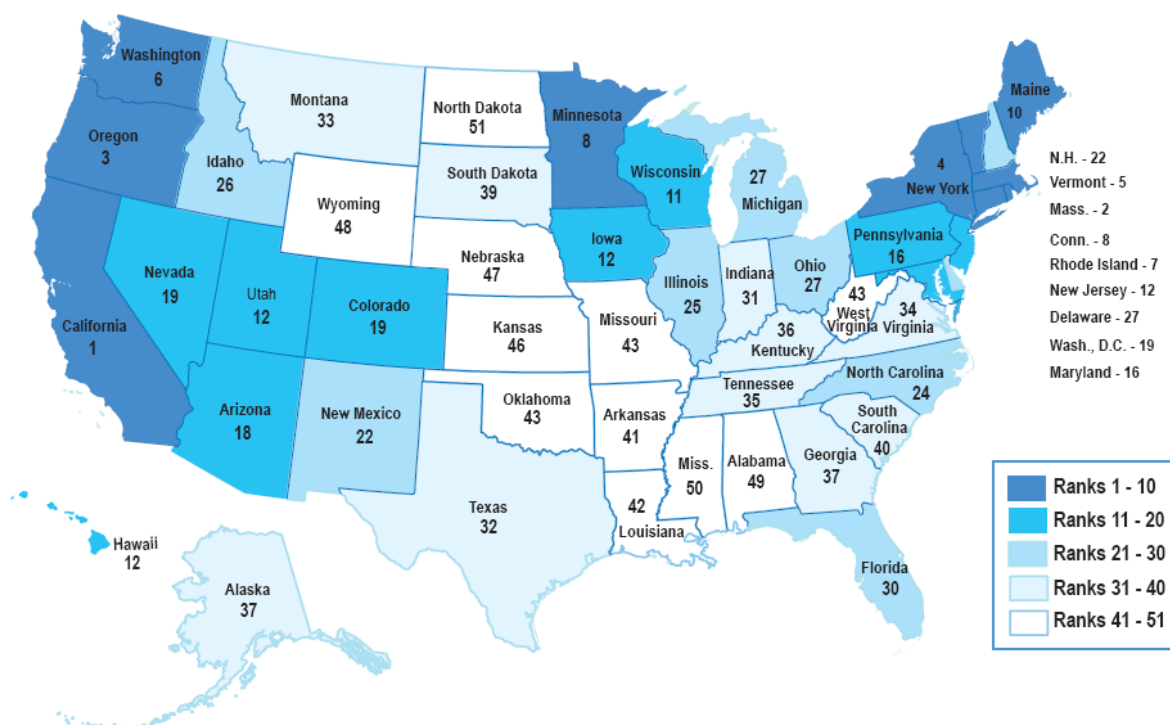 Washington
6
Oregon
3
California
1
Idaho
26
Nevada
19
Montana
33
Wyoming
48
Utah
12
Arizona
18
Colorado
19
New Mexico
22
North Dakota
51
South Dakota
39
Nebraska
47
Kansas
46
Oklahoma
43
Texas
32
Minnesota
8
Iowa
12
Missouri
43
Arkansas
41
42
Louisiana
Wisconsin
11
Illinois
25
27
Michigan
Indiana
31
Ohio
27
36
Kentucky
Tennessee
35
Miss.
50
Alabama
49
Georgia
37
Florida
30
South
Carolina
40
North Carolina
24
34
Virginia
43
West
Virginia
Pennsylvania
16
4
New York
Maine
10
Hawaii
12
Alaska
37
N.H. - 22
Vermont - 5
Mass. - 2
Conn. - 8
Rhode Island - 7
New Jersey - 12
Delaware - 27
Wash., D.C. - 19
Maryland - 16
Ranks 1 - 10
Ranks 11 - 20
Ranks 21 - 30
Ranks 31 - 40
Ranks 41 - 51